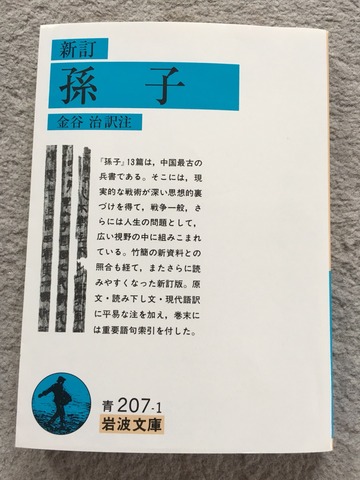 新訂
孫子
金谷 治 訳注
『孫子』13篇は,中国最古の
兵書である。そこには,現
実的な戦術が深い思想的裏
づけを得て,戦争一般,さ
らには人生の問題として,
広い視野の中に組みこまれ
ている。竹簡の新資料との
照合も経て,またさらに読
みやすくなった新訂版。原
文・読み下し文・現代語訳
に平易な注を加え,巻末に
は重要語句索引を付した。
青 207-1
岩波文庫